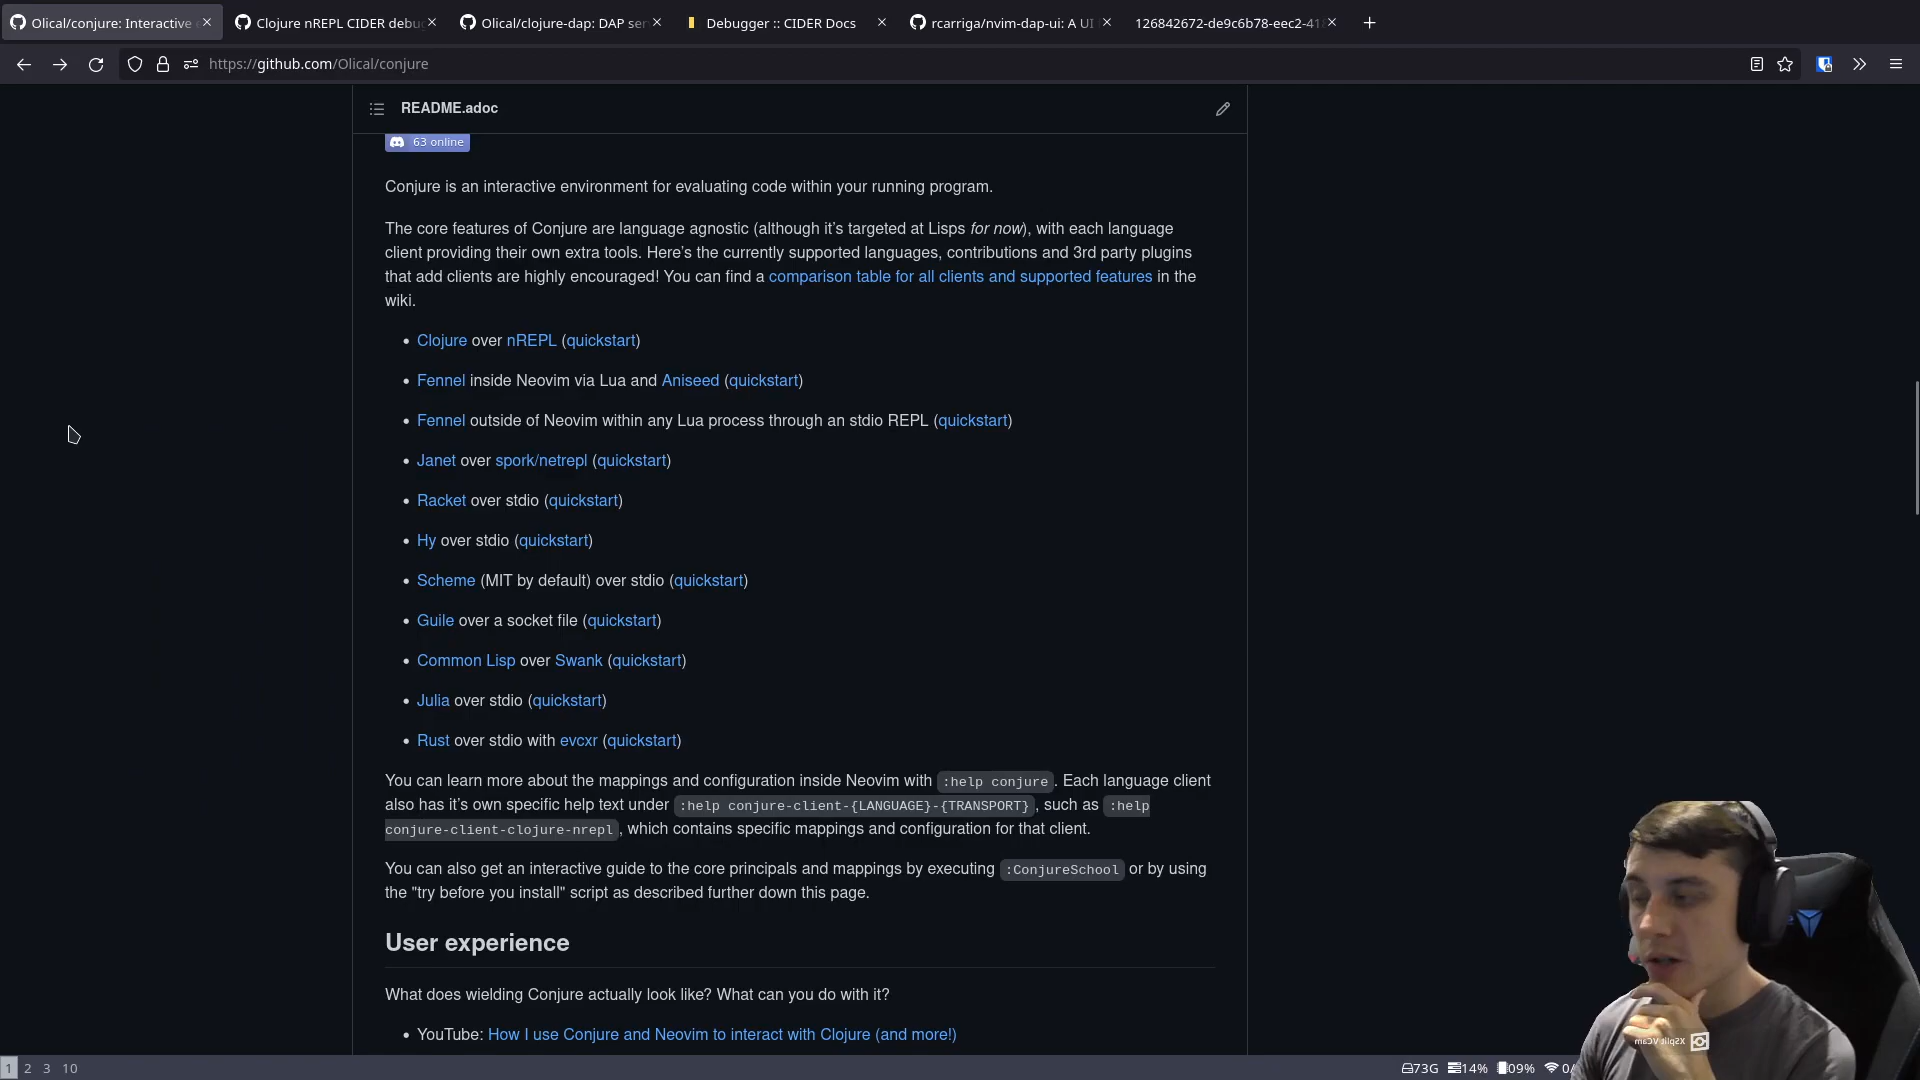 Olical/conjure: Interactive
Clojure nREPL CIDER debu
Olical/clojure-dap: DAP ser
Debugger :: CIDER Docs
rcarriga/nvim-dap-ui: A UI
126842672-de9c6b78-eec2-41
https://github.com/Olical/conjure
README.adoc
63 online
Conjure is an interactive environment for evaluating code within your running program.
The core features of Conjure are language agnostic (although it's targeted at Lisps for now), with each language
client providing their own extra tools. Here's the currently supported languages, contributions and 3rd party plugins
that add clients are highly encouraged! You can find a comparison table for all clients and supported features in the
wiki.
• Clojure over nREPL (quickstart)
• Fennel inside Neovim via Lua and Aniseed (quickstart)
• Fennel outside of Neovim within any Lua process through an stdio REPL (quickstart)
• Janet over spork/netrepl (quickstart)
• Racket over stdio (quickstart)
• Hy over stdio (quickstart)
• Scheme (MIT by default) over stdio (quickstart)
• Guile over a socket file (quickstart)
• Common Lisp over Swank (quickstart)
• Julia over stdio (quickstart)
• Rust over stdio with evcxr (quickstart)
You can learn more about the mappings and configuration inside Neovim with :help conjure. Each language client
also has it's own specific help text under :help conjure-client-{LANGUAGE}-{TRANSPORT}, such as :help
conjure-client-clojure-nrepl, which contains specific mappings and configuration for that client.
You can also get an interactive guide to the core principals and mappings by executing :ConjureSchool or by using
the "try before you install" script as described further down this page.
User experience
What does wielding Conjure actually look like? What can you do with it?
• YouTube: How I use Conjure and Neovim to interact with Clojure (and more!)
XSplit VCam
1 2 3 10
73G 14% 09% 0/